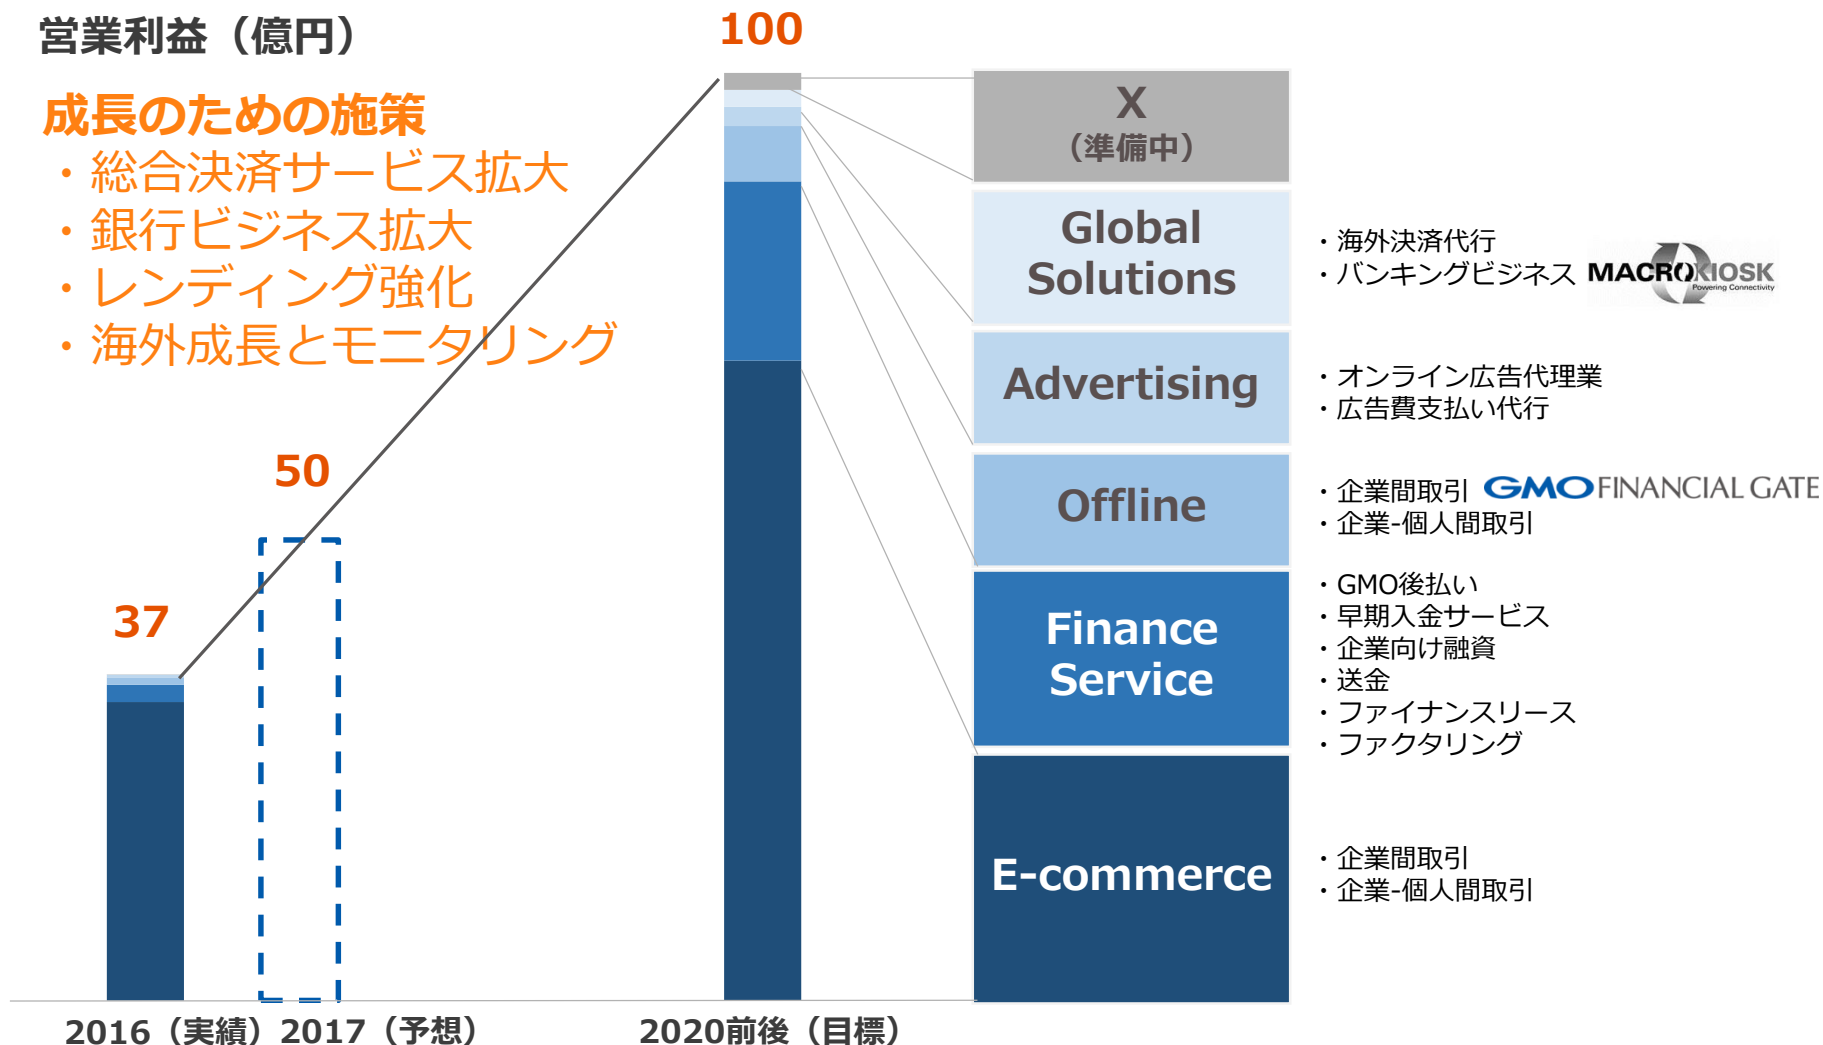 営業利益（億円）
100
成長のための施策
・総合決済サービス拡大
・銀行ビジネス拡大
・レンディング強化
・海外成長とモニタリング
50
37
X
（準備中）
Global
Solutions
・海外決済代行
・バンキングビジネス MACROKIOSK
Powering Connectivity
Advertising
・オンライン広告代理業
・広告費支払い代行
Offline
・企業間取引 GMO FINANCIAL GATE
・企業-個人間取引
Finance
Service
・GMO後払い
・早期入金サービス
・企業向け融資
・送金
・ファイナンスリース
・ファクタリング
E-commerce
・企業間取引
・企業-個人間取引
2016（実績） 2017（予想） 2020前後（目標）